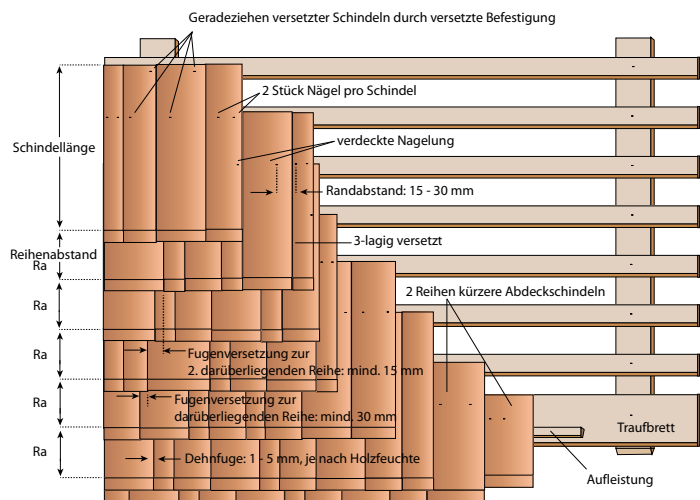 Geradeziehen versetzter Schindeln durch versetzte Befestigung
2 Stück Nägel pro Schindel
Schindellänge
verdeckte Nagelung
Randabstand: 15 - 30 mm
3-lagig versetzt
Reihenabstand
Ra
2 Reihen kürzere Abdeckschindeln
Ra
Fugenversetzung zur
2. darüberliegenden Reihe: mind. 15 mm
Ra
Fugenversetzung zur
darüberliegenden Reihe: mind. 30 mm
Ra
Traufbrett
Ra
Dehnfuge: 1 - 5 mm, je nach Holzfeuchte
Aufleistung